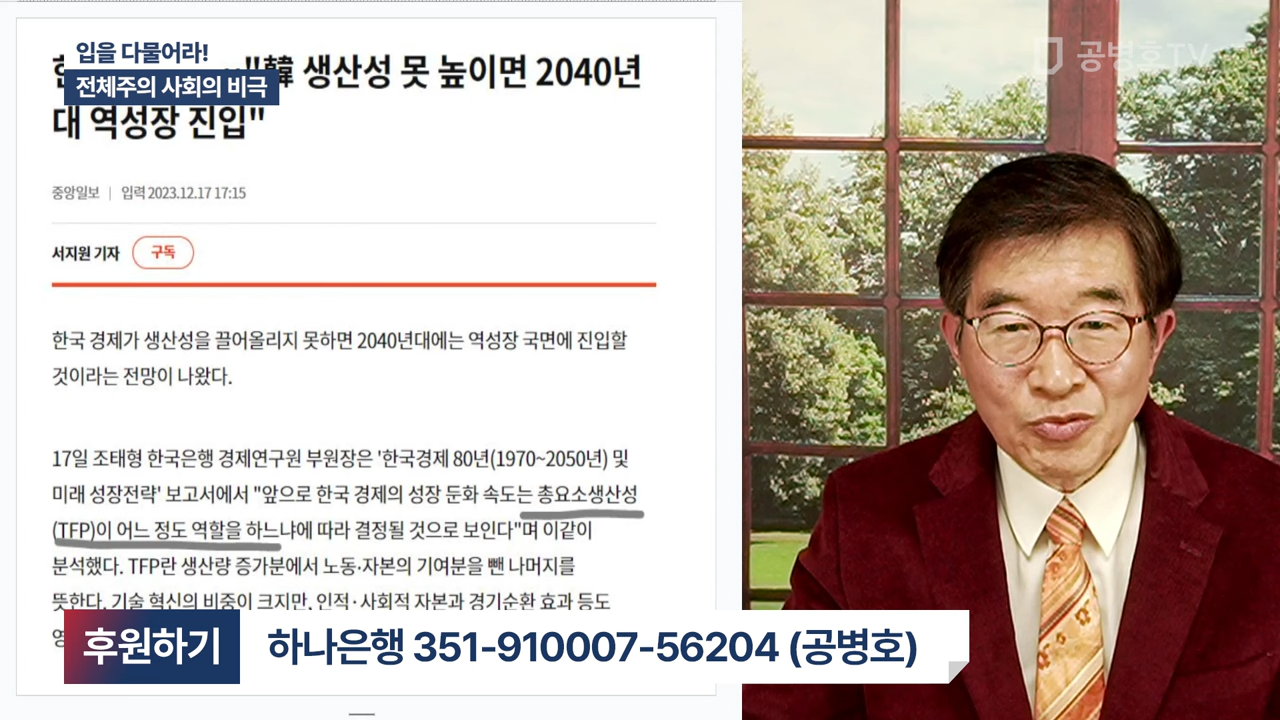 입을 다물어라!
전체주의 사회의 비극
"韓 생산성 못 높이면 2040년
대 역성장 진입"
중앙일보 | 입력 2023.12.17 17:15
서지원 기자 구독
한국 경제가 생산성을 끌어올리지 못하면 2040년대에는 역성장 국면에 진입할
것이라는 전망이 나왔다.
17일 조태형 한국은행 경제연구원 부원장은 '한국경제 80년(1970~2050년) 및
미래 성장전략' 보고서에서 "앞으로 한국 경제의 성장 둔화 속도는 총요소생산성
(TFP)이 어느 정도 역할을 하느냐에 따라 결정될 것으로 보인다"며 이같이
분석했다. TFP란 생산량 증가분에서 노동·자본의 기여분을 뺀 나머지를
뜻한다. 기술 혁신의 비중이 크지만, 인적·사회적 자본과 경기순환 효과 등도
후원하기 하나은행 351-910007-56204 (공병호)
공병호TV